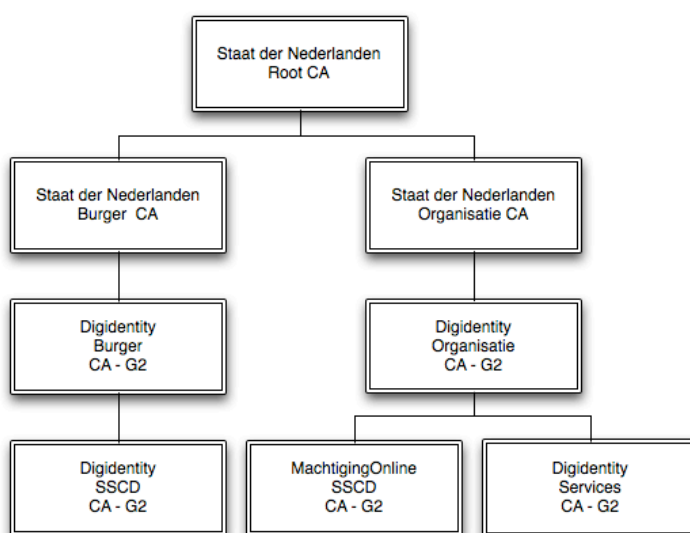 Staat der Nederlanden
Root CA
Staat der Nederlanden
Burger CA
Staat der Nederlanden
Organisatie CA
Digidentity
Burger
CA - G2
Digidentity
Organisatie
CA - G2
Digidentity
SSCD
CA - G2
MachtigingOnline
SSCD
CA - G2
Digidentity
Services
CA - G2